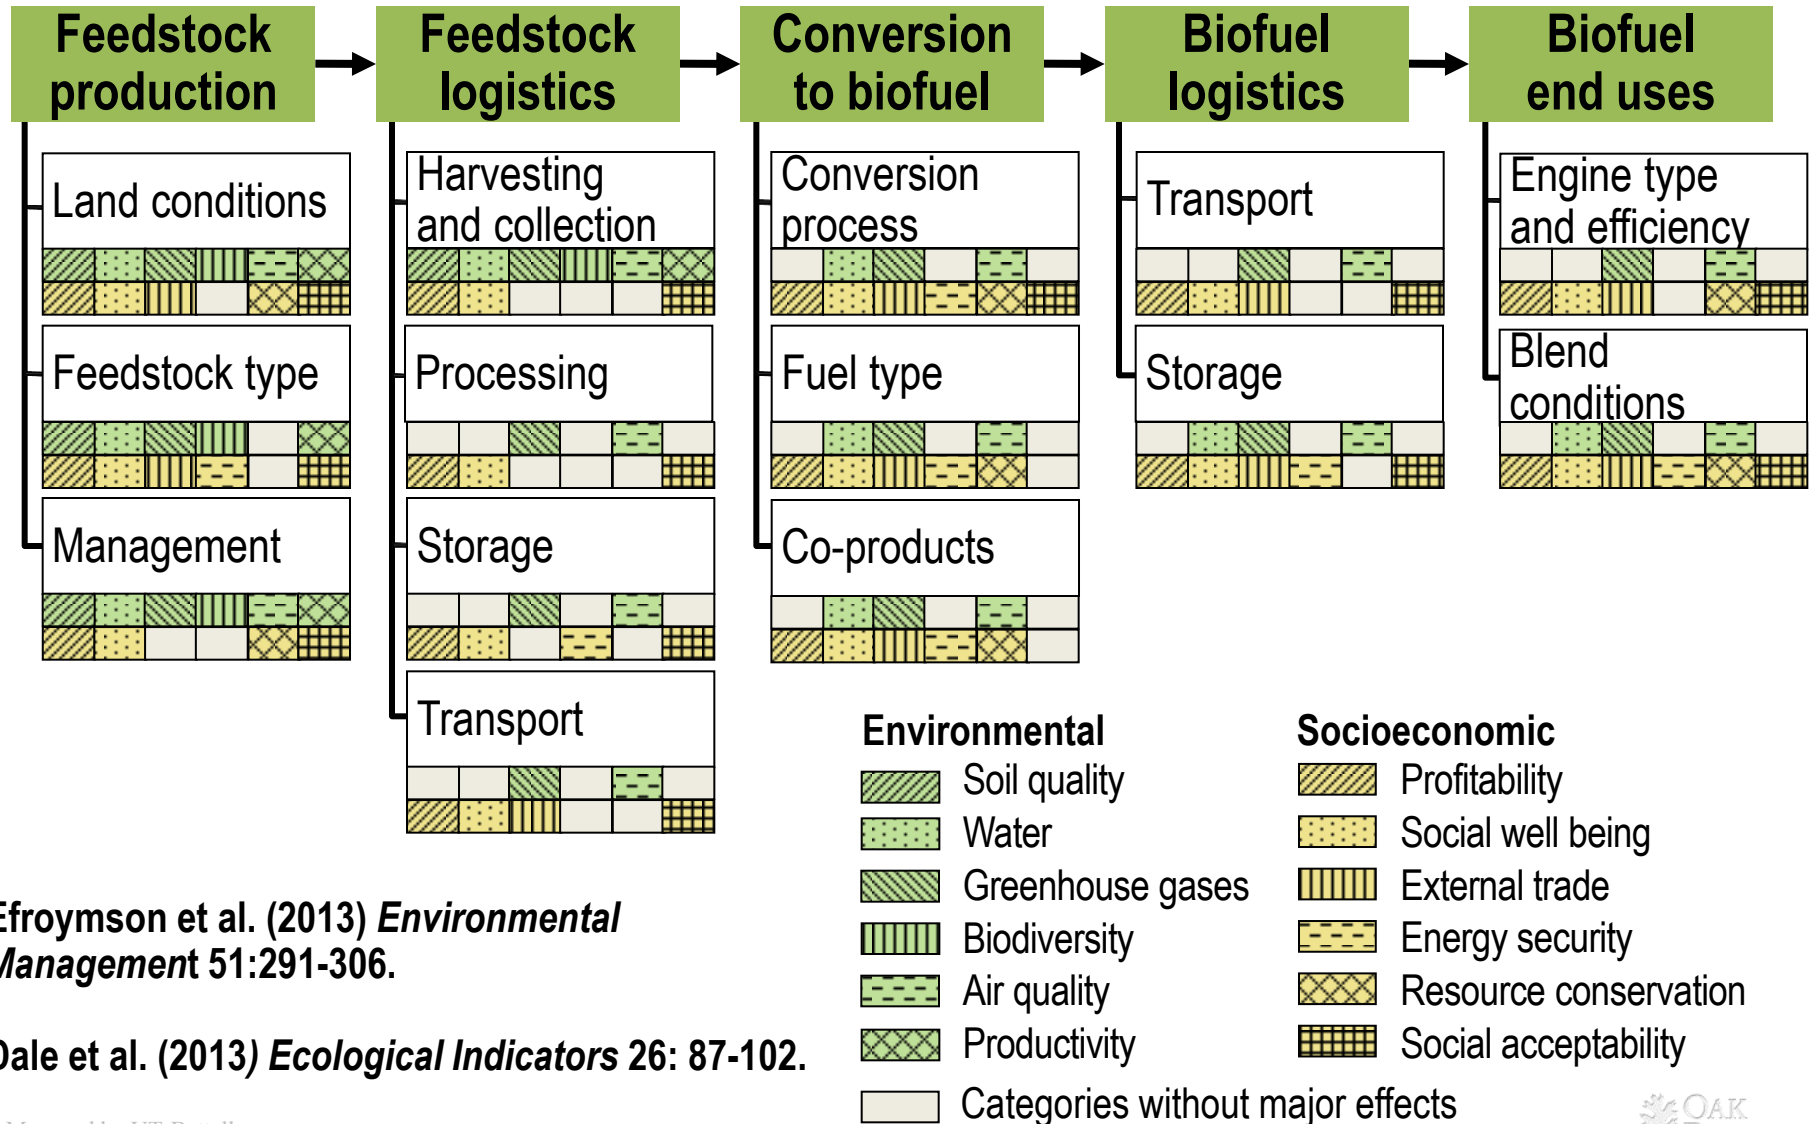 Feedstock
production
Feedstock
logistics
Conversion
to biofuel
Biofuel
logistics
Biofuel
end uses
Land conditions
Feedstock type
Management
Harvesting
and collection
Processing
Storage
Transport
Conversion
process
Fuel type
Co-products
Transport
Storage
Engine type
and efficiency
Blend
conditions
Environmental
Soil quality
Water
Greenhouse gases
Biodiversity
Air quality
Productivity
Socioeconomic
Profitability
Social well being
External trade
Energy security
Resource conservation
Social acceptability
Categories without major effects
Efroymson et al. (2013) Environmental
Management 51:291-306.
Dale et al. (2013) Ecological Indicators 26: 87-102.
OAK